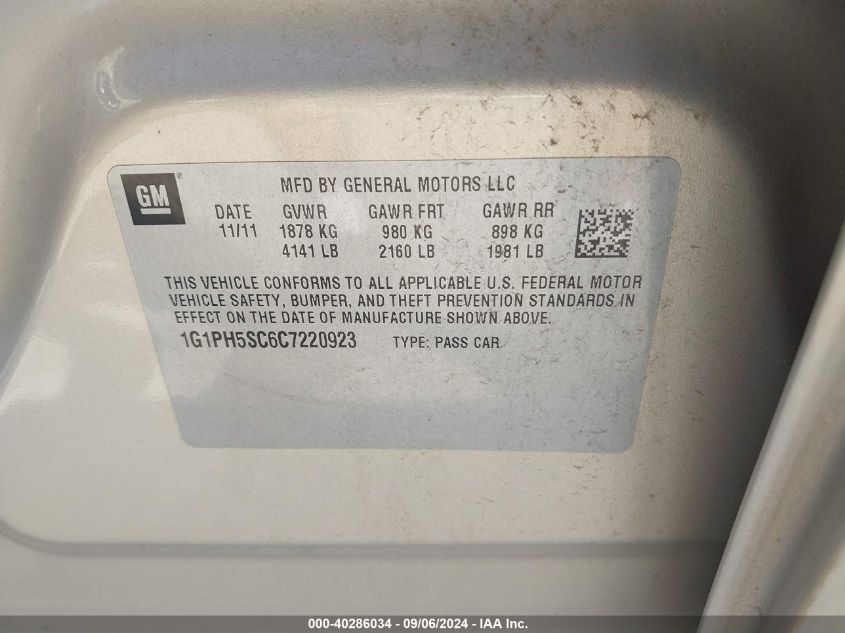 GM®
MFD BY GENERAL MOTORS LLC
DATE GVWR GAWR FRT GAWR RR
11/11 1878 KG 980 KG 898 KG
4141 LB 2160 LB 1981 LB
THIS VEHICLE CONFORMS TO ALL APPLICABLE U.S. FEDERAL MOTOR
VEHICLE SAFETY, BUMPER, AND THEFT PREVENTION STANDARDS IN
EFFECT ON THE DATE OF MANUFACTURE SHOWN ABOVE.
1G1PH5SC6C7220923 TYPE: PASS CAR
000-40286034 - 09/06/2024 - IAA Inc.